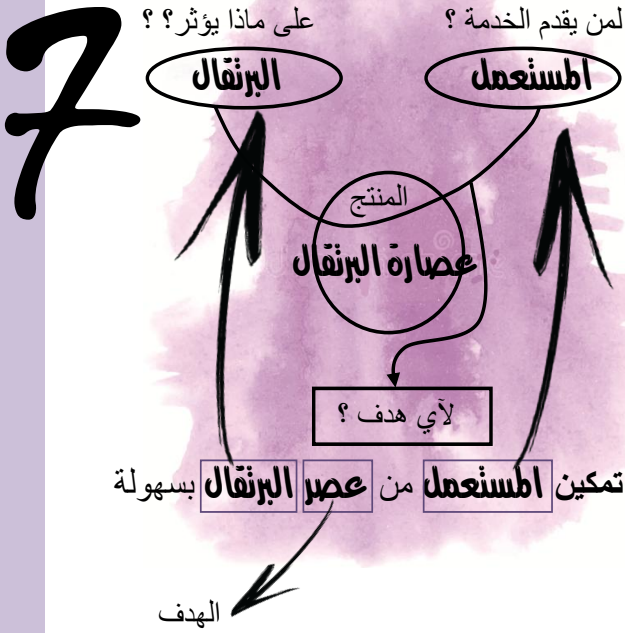 7
لمن يقدم الخدمة ؟
على ماذا يؤثر؟ ؟
المستعمل
البرتقال
المنتج
عصارة البرتقال
لآي هدف ؟
تمكين المستعمل من عصر البرتقال بسهولة
الهدف